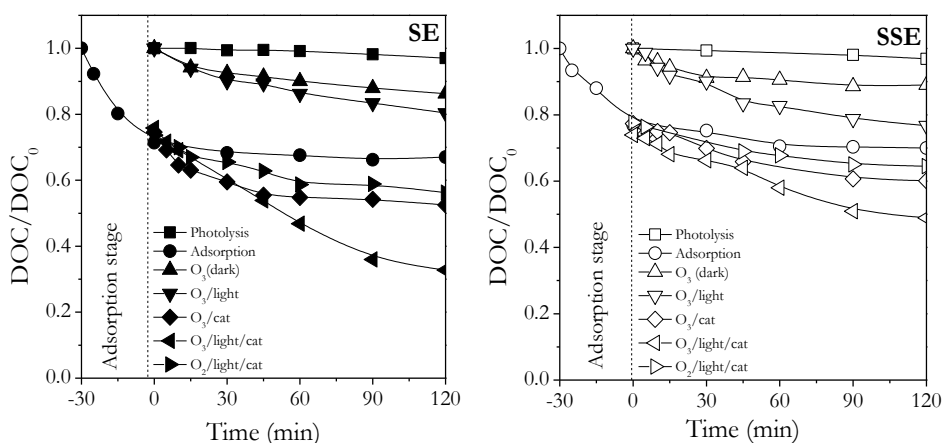 SE
DOC/DOC₀
1.0
0.8
0.6
0.4
0.2
0.0
Adsorption stage
Photolysis
Adsorption
O₃(dark)
O₃/light
O₃/cat
O₃/light/cat
O₂/light/cat
-30 0 30 60 90 120
Time (min)
SSE
DOC/DOC₀
1.0
0.8
0.6
0.4
0.2
0.0
Adsorption stage
Photolysis
Adsorption
O₃ (dark)
O₃/light
O₃/cat
O₃/light/cat
O₂/light/cat
-30 0 30 60 90 120
Time (min)